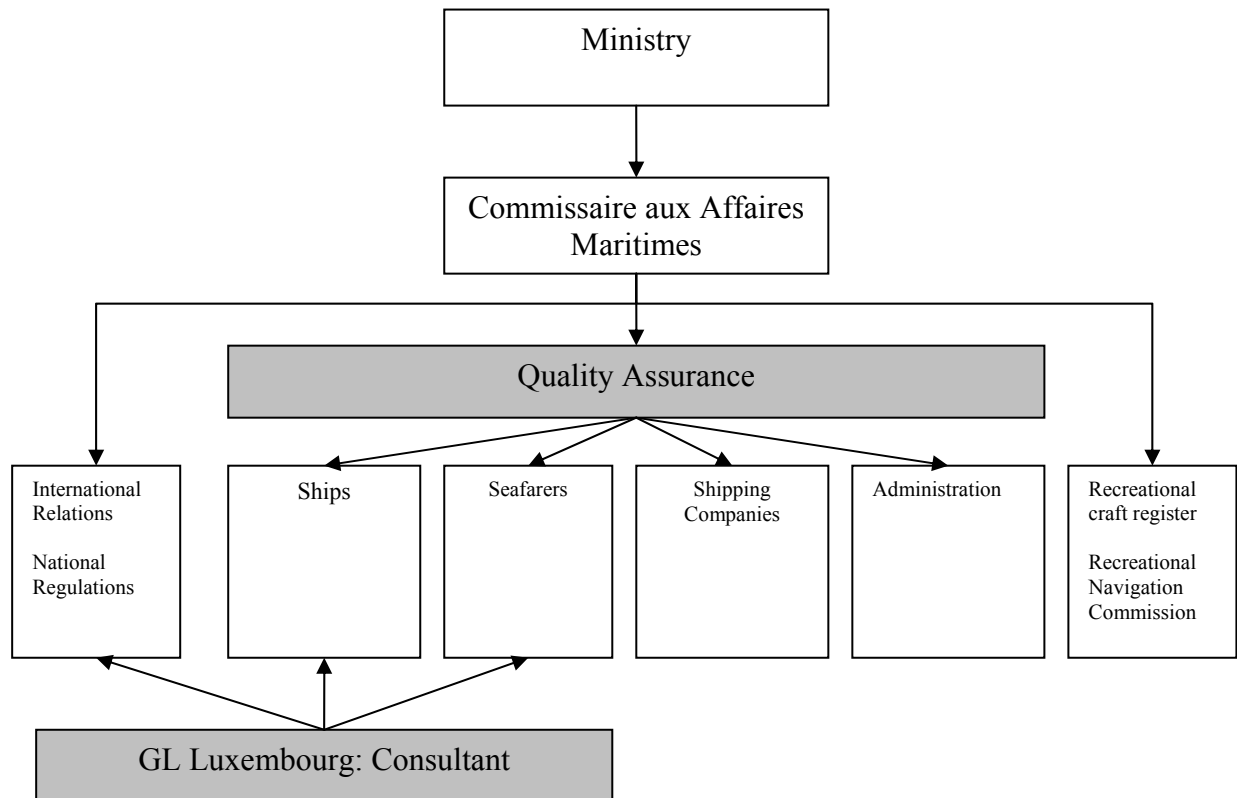 Ministry
Commissaire aux Affaires
Maritimes
Quality Assurance
International
Relations
National
Regulations
Ships
Seafarers
Shipping
Companies
Administration
Recreational
craft register
Recreational
Navigation
Commission
GL Luxembourg: Consultant